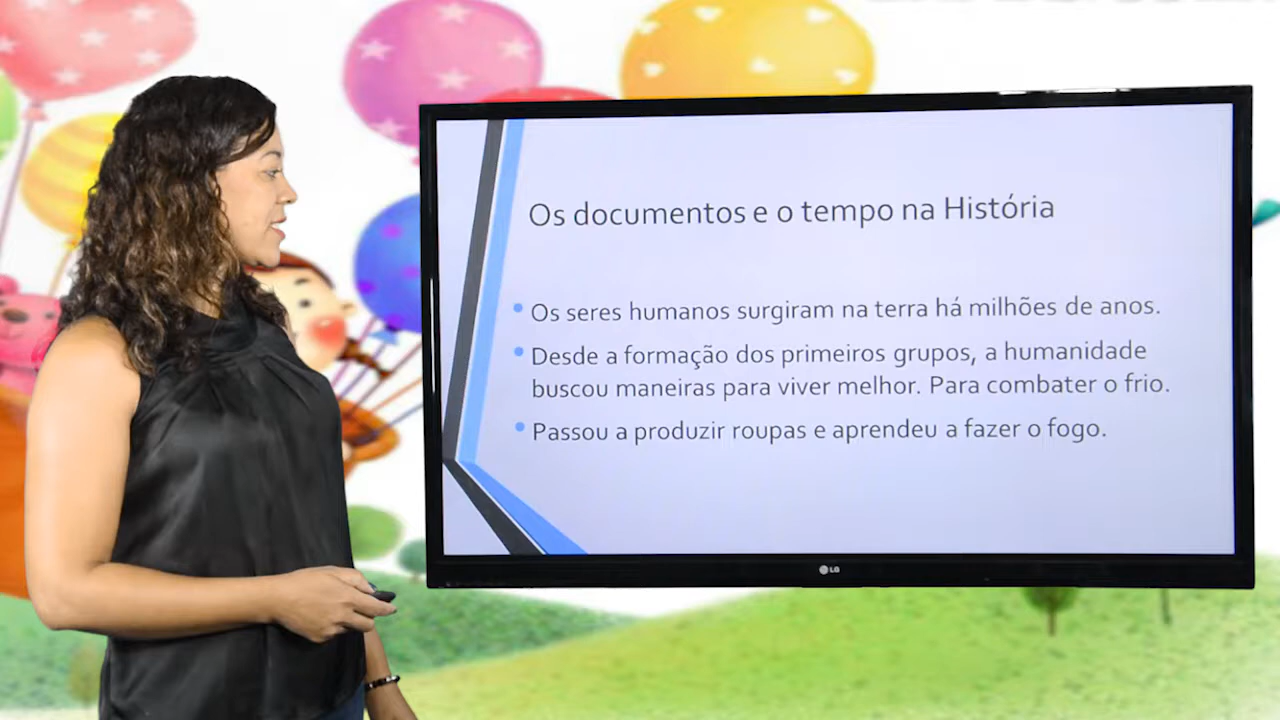 Os documentos e o tempo na História
Os seres humanos surgiram na terra há milhões de anos.
Desde a formação dos primeiros grupos, a humanidade
buscou maneiras para viver melhor. Para combater o frio.
Passou a produzir roupas e aprendeu a fazer o fogo.
LG